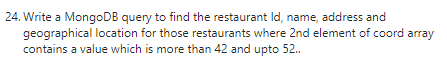 24. Write a MongoDB query to find the restaurant Id, name, address and
geographical location for those restaurants where 2nd element of coord array
contains a value which is more than 42 and upto 52..